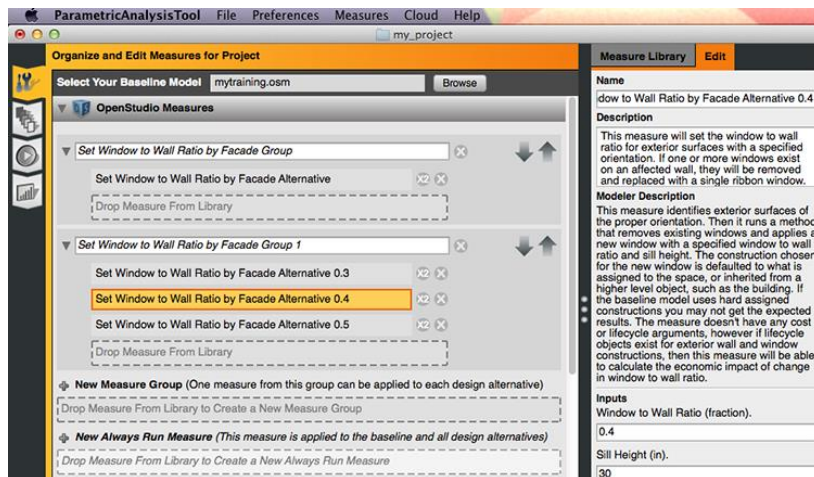 ParametricAnalysisTool File Preferences Measures Cloud Help
my_project
Organize and Edit Measures for Project
Select Your Baseline Model mytraining.osm Browse
OpenStudio Measures
Set Window to Wall Ratio by Facade Group
Set Window to Wall Ratio by Facade Alternative x2
Drop Measure From Library
Set Window to Wall Ratio by Facade Group 1
Set Window to Wall Ratio by Facade Alternative 0.3 x2
Set Window to Wall Ratio by Facade Alternative 0.4 x2
Set Window to Wall Ratio by Facade Alternative 0.5 x2
Drop Measure From Library
New Measure Group (One measure from this group can be applied to each design alternative)
Drop Measure From Library to Create a New Measure Group
New Always Run Measure (This measure is applied to the baseline and all design alternatives)
Drop Measure From Library to Create a New Always Run Measure
Measure Library Edit
Name
dow to Wall Ratio by Facade Alternative 0.4
Description
This measure will set the window to wall
ratio for exterior surfaces with a specified
orientation. If one or more windows exist
on an affected wall, they will be removed
and replaced with a single ribbon window.
Modeler Description
This measure identifies exterior surfaces of
the proper orientation. Then it runs a method
that removes existing windows and applies a
new window with a specified window to wall
ratio and sill height. The construction chosen
for the new window is defaulted to what is
assigned to the space, or inherited from a
higher level object, such as the building. If
the baseline model uses hard assigned
constructions you may not get the expected
results. The measure doesn't have any cost
or lifecycle arguments, however if lifecycle
objects exist for exterior wall and window
constructions, then this measure will be able
to calculate the economic impact of change
in window to wall ratio.
Inputs
Window to Wall Ratio (fraction).
0.4
Sill Height (in).
30